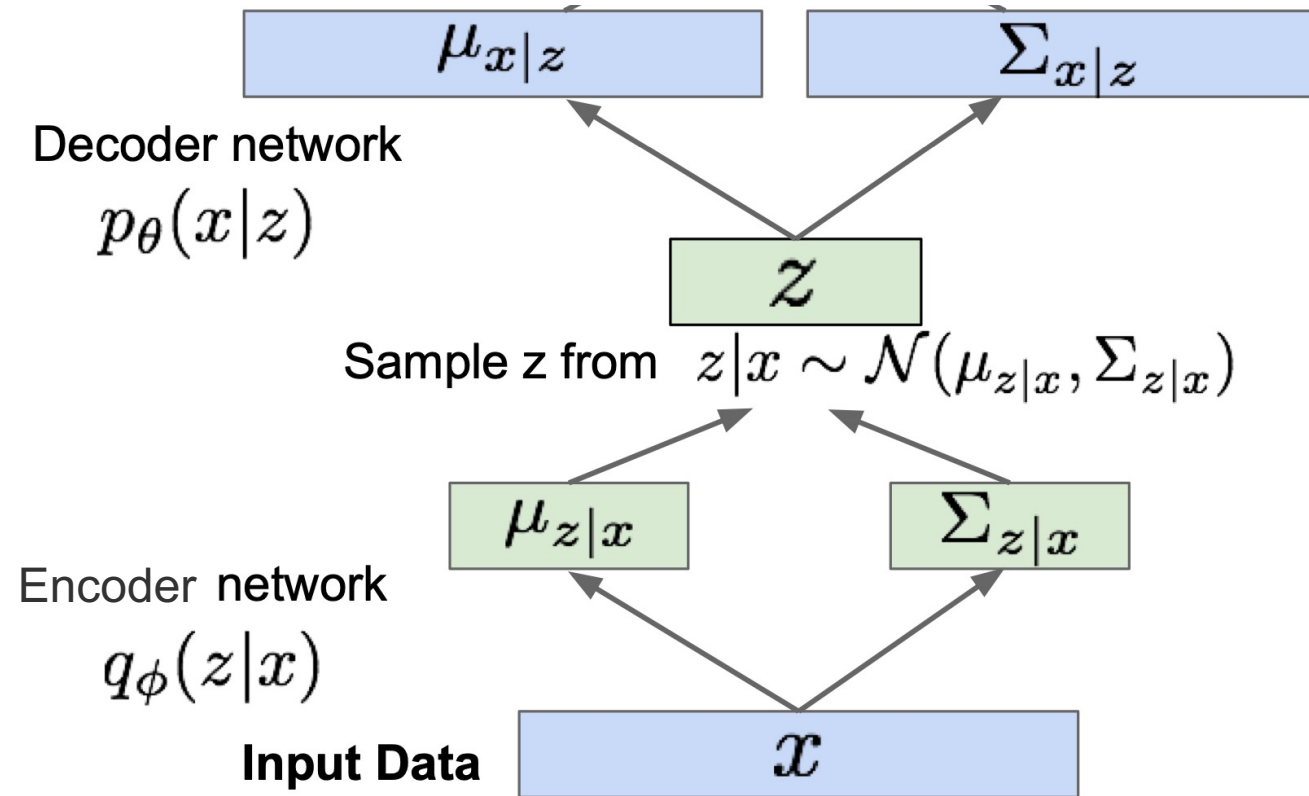 μ_{x|z} Σ_{x|z}
Decoder network
p_θ(x|z)
z
Sample z from z|x ∼ 𝒩(μ_{z|x}, Σ_{z|x})
μ_{z|x} Σ_{z|x}
Encoder network
q_ϕ(z|x)
Input Data x